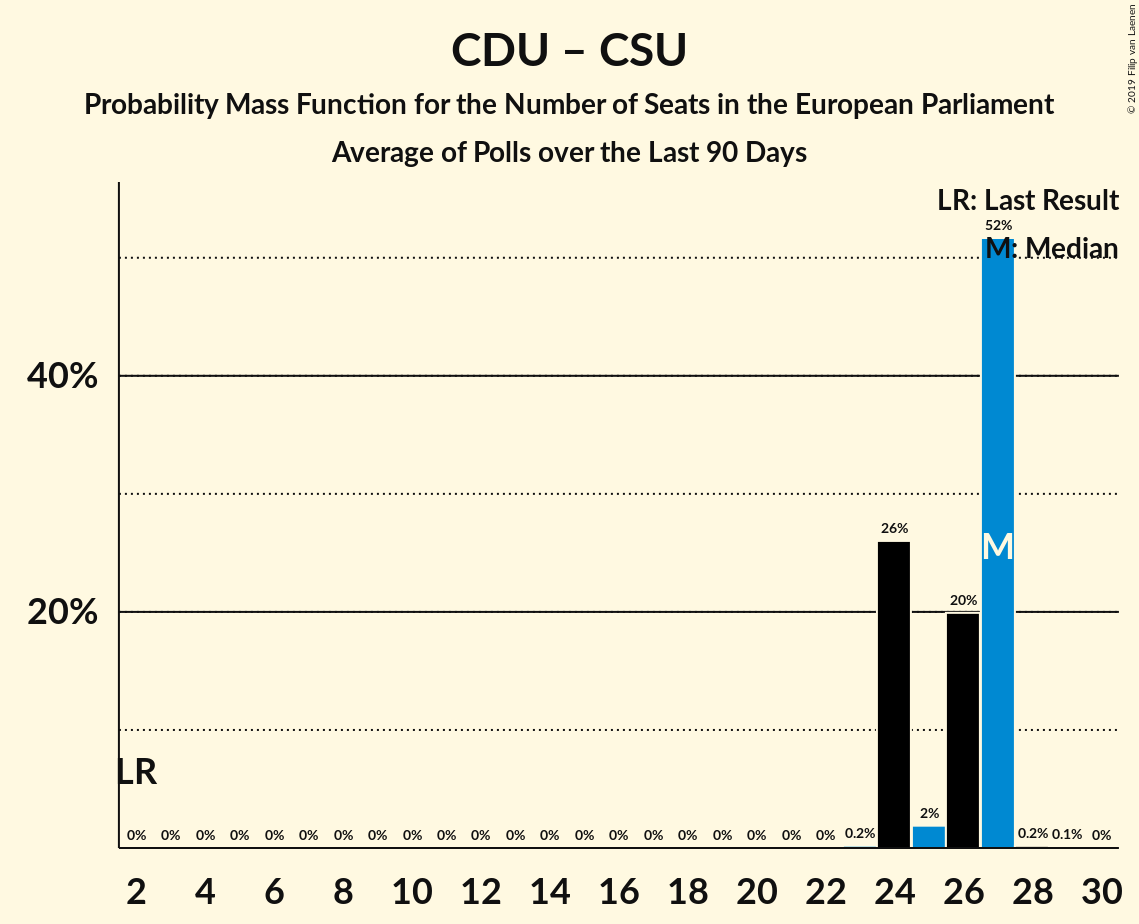 © 2019 Filip van Laenen
CDU – CSU
Probability Mass Function for the Number of Seats in the European Parliament
Average of Polls over the Last 90 Days
LR: Last Result
52%
M: Median
40%
26%
M
20%
20%
LR
2%
0% 0% 0% 0% 0% 0% 0% 0% 0% 0% 0% 0% 0% 0% 0% 0% 0% 0% 0% 0% 0% 0.2% 0.2% 0.1% 0%
2 4 6 8 10 12 14 16 18 20 22 24 26 28 30